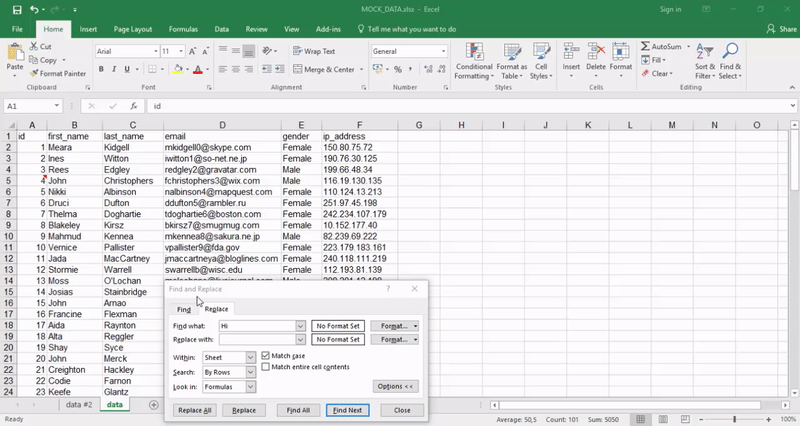 MOCK_DATA.xlsx - Excel
Sign in
File Home Insert Page Layout Formulas Data Review View Add-ins Tell me what you want to do Share
Cut
Copy
Format Painter
Paste
Clipboard
Arial 11
B I U
Font
Wrap Text
Merge & Center
Alignment
General
Number
Conditional Formatting
Format as Table
Cell Styles
Styles
Insert Delete Format
Cells
AutoSum
Fill
Clear
Sort & Filter
Find & Select
Editing
A1 fx id
A B C D E F G H I J K L M N O
1 id first_name last_name email gender ip_address
2 1 Meara Kidgell mkidgell0@skype.com Female 150.80.75.72
3 2 Ines Witton iwitton1@so-net.ne.jp Female 190.76.30.125
4 3 Rees Edgley redgley2@gravatar.com Male 199.66.48.34
5 4 John Christophers fchristophers3@wix.com Male 116.19.130.135
6 5 Nikki Albinson nalbinson4@mapquest.com Female 110.124.13.213
7 6 Druci Dufton ddufton5@rambler.ru Female 251.97.45.198
8 7 Thelma Doghartie tdoghartie6@boston.com Female 242.234.107.179
9 8 Blakeley Kirsz bkirsz7@smugmug.com Female 10.152.177.40
10 9 Mahmud Kennea mkennea8@sakura.ne.jp Male 82.239.69.222
11 10 Vernice Pallister vpallister9@fda.gov Female 223.179.183.161
12 11 Jada MacCartney jmaccartneya@bloglines.com Female 240.118.111.219
13 12 Stormie Warrell swarrellb@wisc.edu Female 112.193.81.139
14 13 Moss O'Lochan
15 14 Josias Stainbridge
16 15 John Arnao
17 16 Francine Flexman
18 17 Aida Raynton
19 18 Alta Reggler
20 19 Shay Syce
21 20 John Merck
22 21 Creighton Hackley
23 22 Codie Farnon
24 23 Keefe Glantz
Find and Replace
Find Replace
Find what: Hi No Format Set Format...
Replace with: No Format Set Format...
Within: Sheet Match case
Search: By Rows Match entire cell contents
Look in: Formulas Options <<
Replace All Replace Find All Find Next Close
data #2 data
Ready Average: 50,5 Count: 101 Sum: 5050 100%